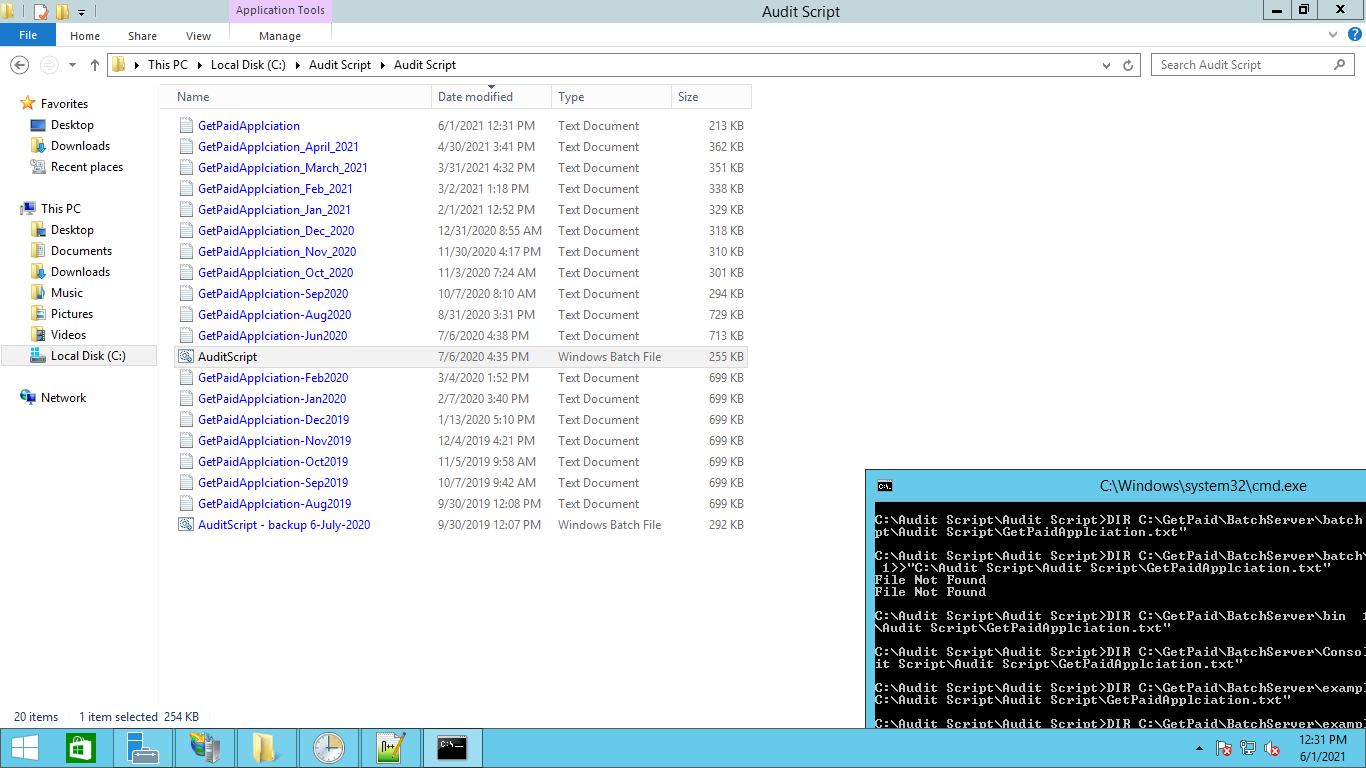 Application Tools
Audit Script
File Home Share View Manage
This PC Local Disk (C:) Audit Script Audit Script
Search Audit Script
Favorites
Desktop
Downloads
Recent places
This PC
Desktop
Documents
Downloads
Music
Pictures
Videos
Local Disk (C:)
Network
Name Date modified Type Size
GetPaidApplciation 6/1/2021 12:31 PM Text Document 213 KB
GetPaidApplciation_April_2021 4/30/2021 3:41 PM Text Document 362 KB
GetPaidApplciation_March_2021 3/31/2021 4:32 PM Text Document 351 KB
GetPaidApplciation_Feb_2021 3/2/2021 1:18 PM Text Document 338 KB
GetPaidApplciation_Jan_2021 2/1/2021 12:52 PM Text Document 329 KB
GetPaidApplciation_Dec_2020 12/31/2020 8:55 AM Text Document 318 KB
GetPaidApplciation_Nov_2020 11/30/2020 4:17 PM Text Document 310 KB
GetPaidApplciation_Oct_2020 11/3/2020 7:24 AM Text Document 301 KB
GetPaidApplciation-Sep2020 10/7/2020 8:10 AM Text Document 294 KB
GetPaidApplciation-Aug2020 8/31/2020 3:31 PM Text Document 729 KB
GetPaidApplciation-Jun2020 7/6/2020 4:38 PM Text Document 713 KB
AuditScript 7/6/2020 4:35 PM Windows Batch File 255 KB
GetPaidApplciation-Feb2020 3/4/2020 1:52 PM Text Document 699 KB
GetPaidApplciation-Jan2020 2/7/2020 3:40 PM Text Document 699 KB
GetPaidApplciation-Dec2019 1/13/2020 5:10 PM Text Document 699 KB
GetPaidApplciation-Nov2019 12/4/2019 4:21 PM Text Document 699 KB
GetPaidApplciation-Oct2019 11/5/2019 9:58 AM Text Document 699 KB
GetPaidApplciation-Sep2019 10/7/2019 9:42 AM Text Document 699 KB
GetPaidApplciation-Aug2019 9/30/2019 12:08 PM Text Document 699 KB
AuditScript - backup 6-July-2020 9/30/2019 12:07 PM Windows Batch File 292 KB
C:\Windows\system32\cmd.exe
C:\Audit Script\Audit Script>DIR C:\GetPaid\BatchServer\batch
pt\Audit Script\GetPaidApplciation.txt"
C:\Audit Script\Audit Script>DIR C:\GetPaid\BatchServer\batch\
1>>"C:\Audit Script\Audit Script\GetPaidApplciation.txt"
File Not Found
File Not Found
C:\Audit Script\Audit Script>DIR C:\GetPaid\BatchServer\bin 1
\Audit Script\GetPaidApplciation.txt"
C:\Audit Script\Audit Script>DIR C:\GetPaid\BatchServer\Consol
it Script\Audit Script\GetPaidApplciation.txt"
C:\Audit Script\Audit Script>DIR C:\GetPaid\BatchServer\exampl
C:\Audit Script\Audit Script\GetPaidApplciation.txt"
C:\Audit Script\Audit Script>DIR C:\GetPaid\BatchServer\exampl
20 items 1 item selected 254 KB
12:31 PM
6/1/2021